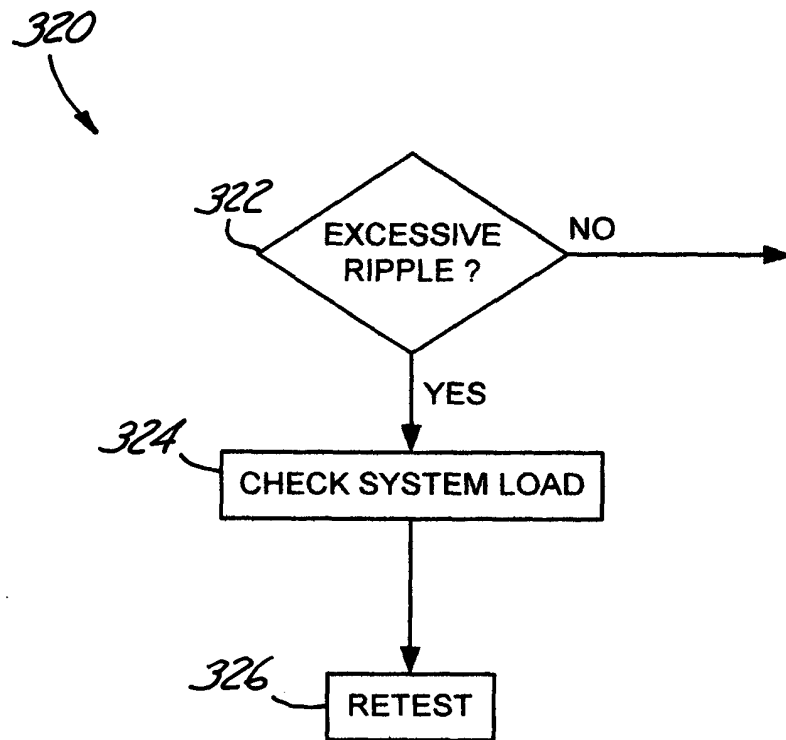 320
322
EXCESSIVE
RIPPLE ?
NO
YES
324
CHECK SYSTEM LOAD
326
RETEST